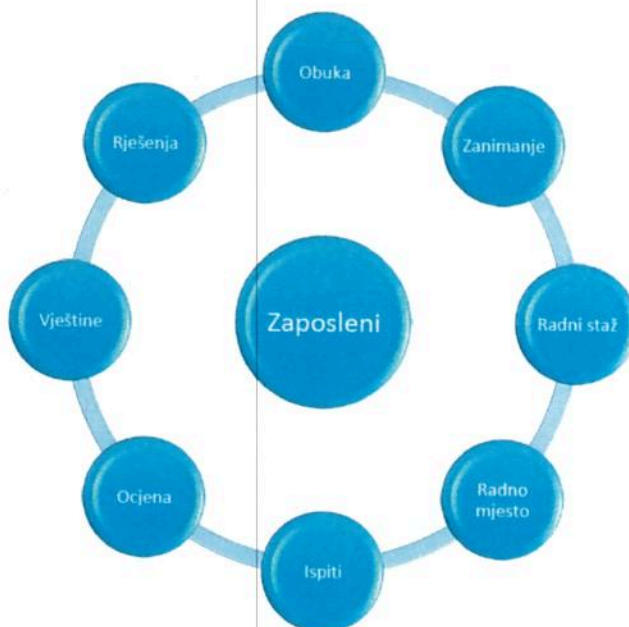 Obuka
Rješenja
Zanimanje
Vještine
Zaposleni
Radni staž
Ocjena
Radno
mjesto
Ispiti